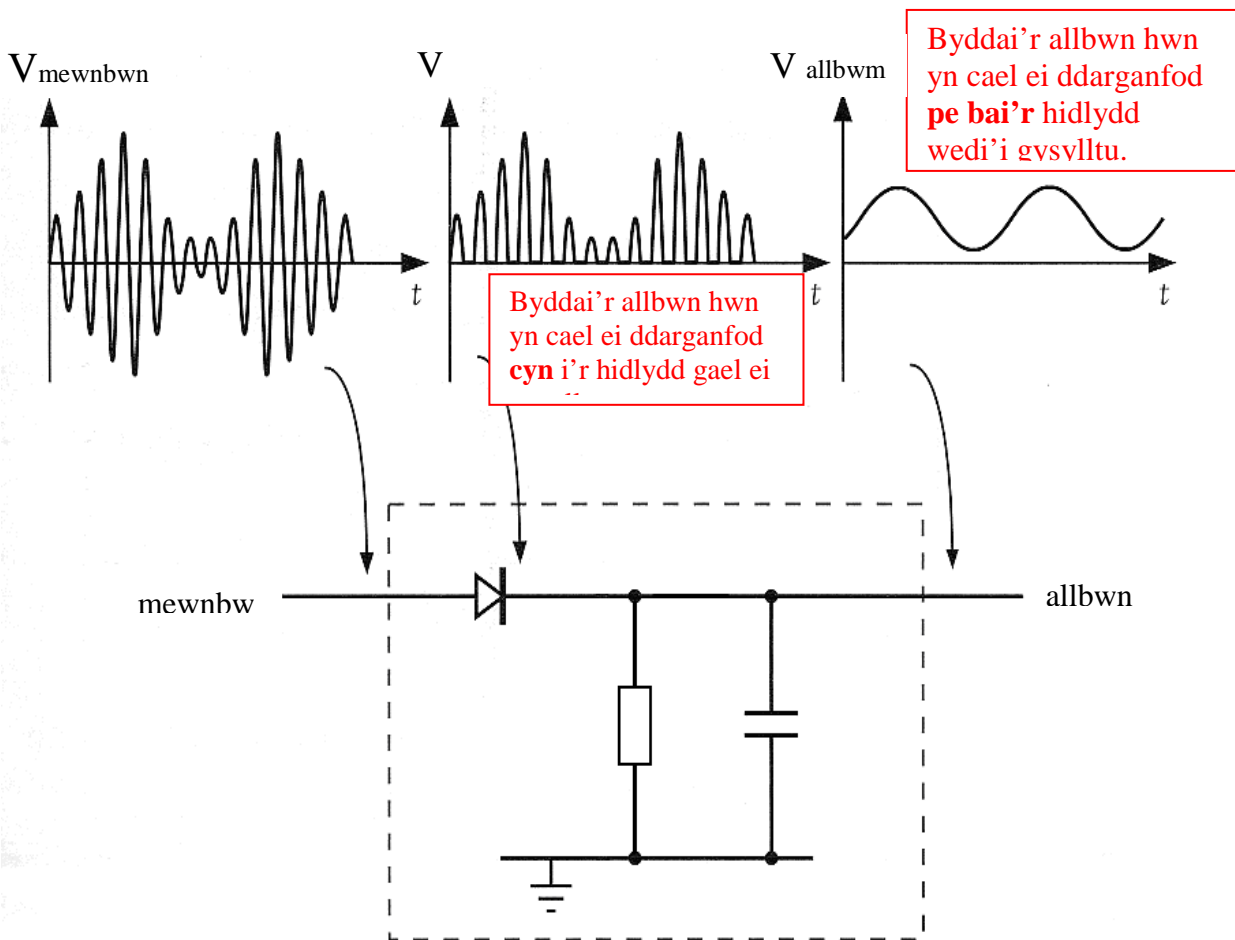 V mewnbwn
V
V allbwm
Byddai'r allbwn hwn
yn cael ei ddarganfod
pe bai'r hidlydd
wedi'i gysylltu.
t
t
t
Byddai'r allbwn hwn
yn cael ei ddarganfod
cyn i'r hidlydd gael ei
mewnbw
allbwn